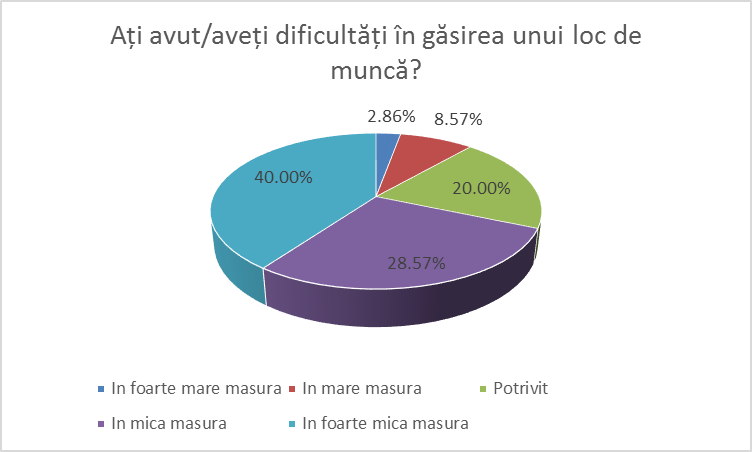 Ați avut/aveți dificultăți în găsirea unui loc de
muncă?
2.86%
8.57%
20.00%
28.57%
40.00%
In foarte mare masura
In mare masura
Potrivit
In mica masura
In foarte mica masura